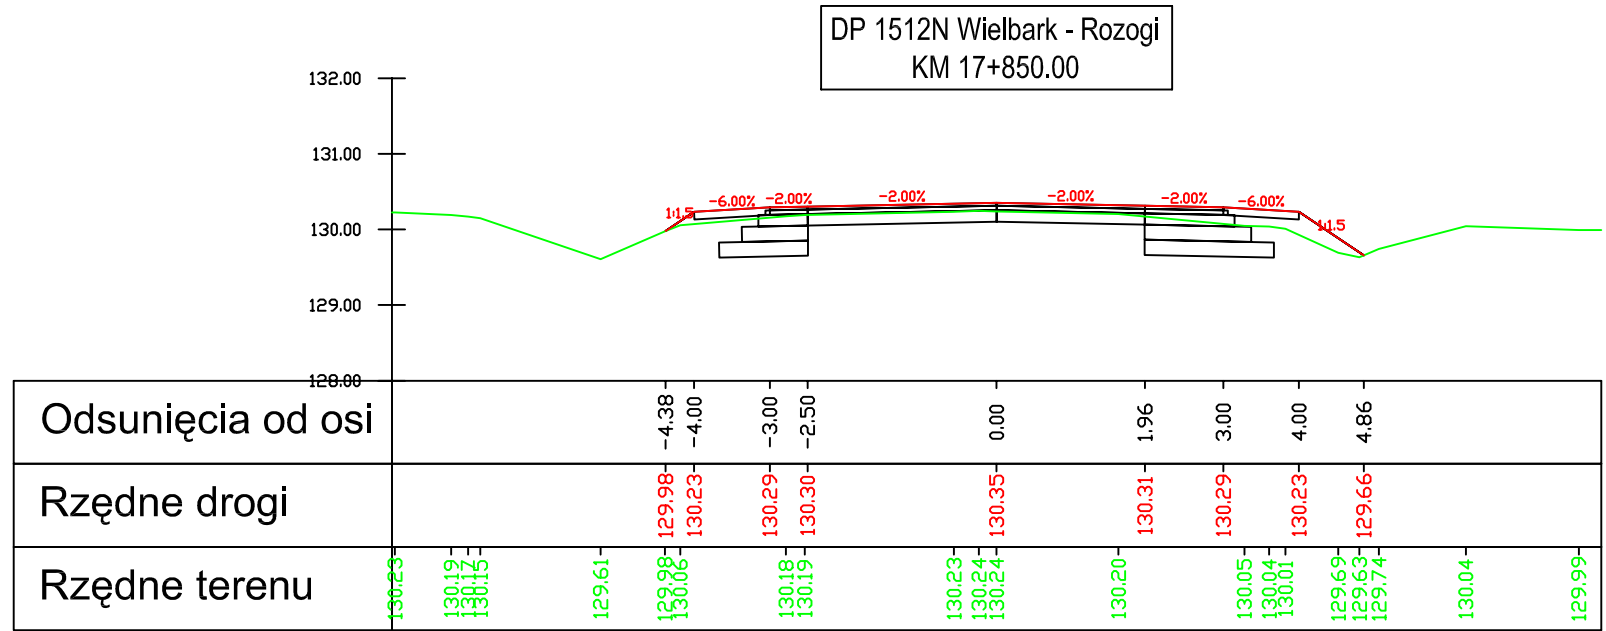 DP 1512N Wielbark - Rozogi
KM 17+850.00
132.00
131.00
130.00
129.00
128.00
1:1.5 -6.00% -2.00% -2.00% -2.00% -2.00% -6.00% 1:1.5
Odsunięcia od osi -4.38 -4.00 -3.00 -2.50 0.00 1.96 3.00 4.00 4.86
Rzędne drogi 129.98 130.23 130.29 130.30 130.35 130.31 130.29 130.23 129.66
Rzędne terenu 130.23 130.19 130.17 130.15 129.61 129.98 130.06 130.18 130.19 130.23 130.24 130.24 130.20 130.05 130.04 130.01 129.69 129.63 129.74 130.04 129.99